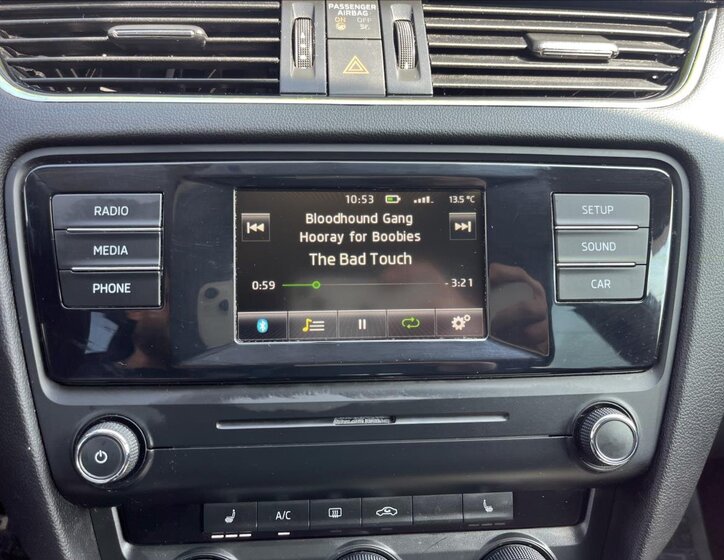 PASSENGER
AIRBAG
ON OFF
10:53 13.5 °C
RADIO
MEDIA
PHONE
Bloodhound Gang
Hooray for Boobies
The Bad Touch
0:59 - 3:21
SETUP
SOUND
CAR
A/C